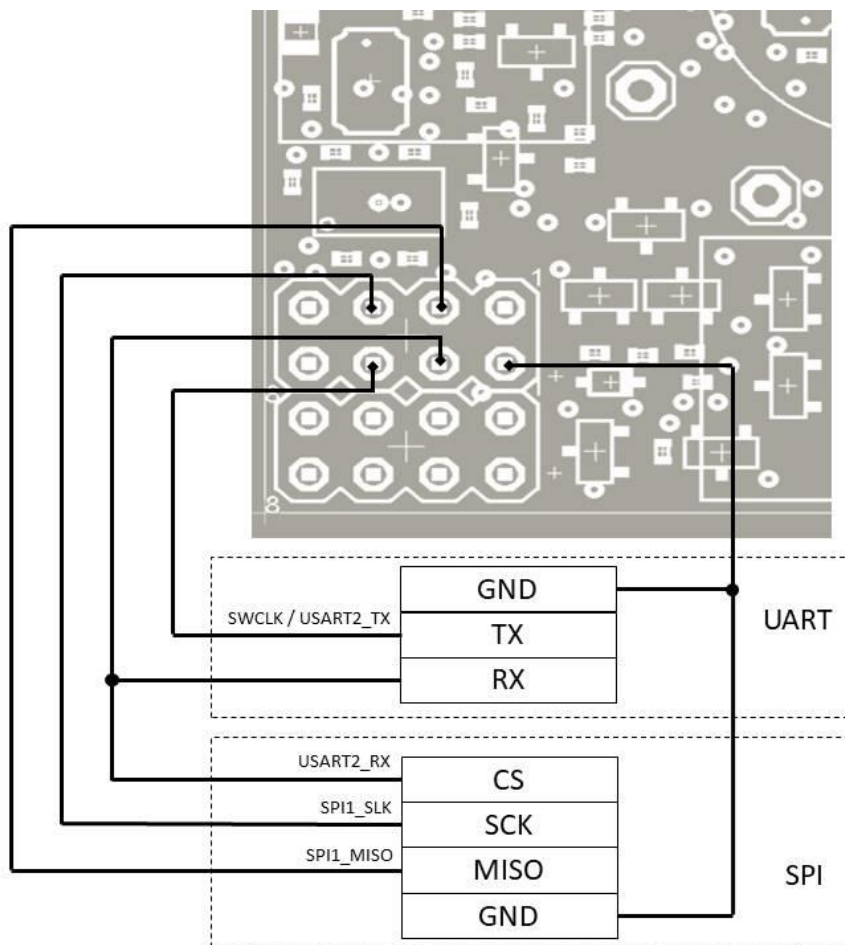 1
8
GND
SWCLK / USART2_TX
TX
UART
RX
USART2_RX
CS
SPI1_SLK
SCK
SPI1_MISO
MISO
SPI
GND